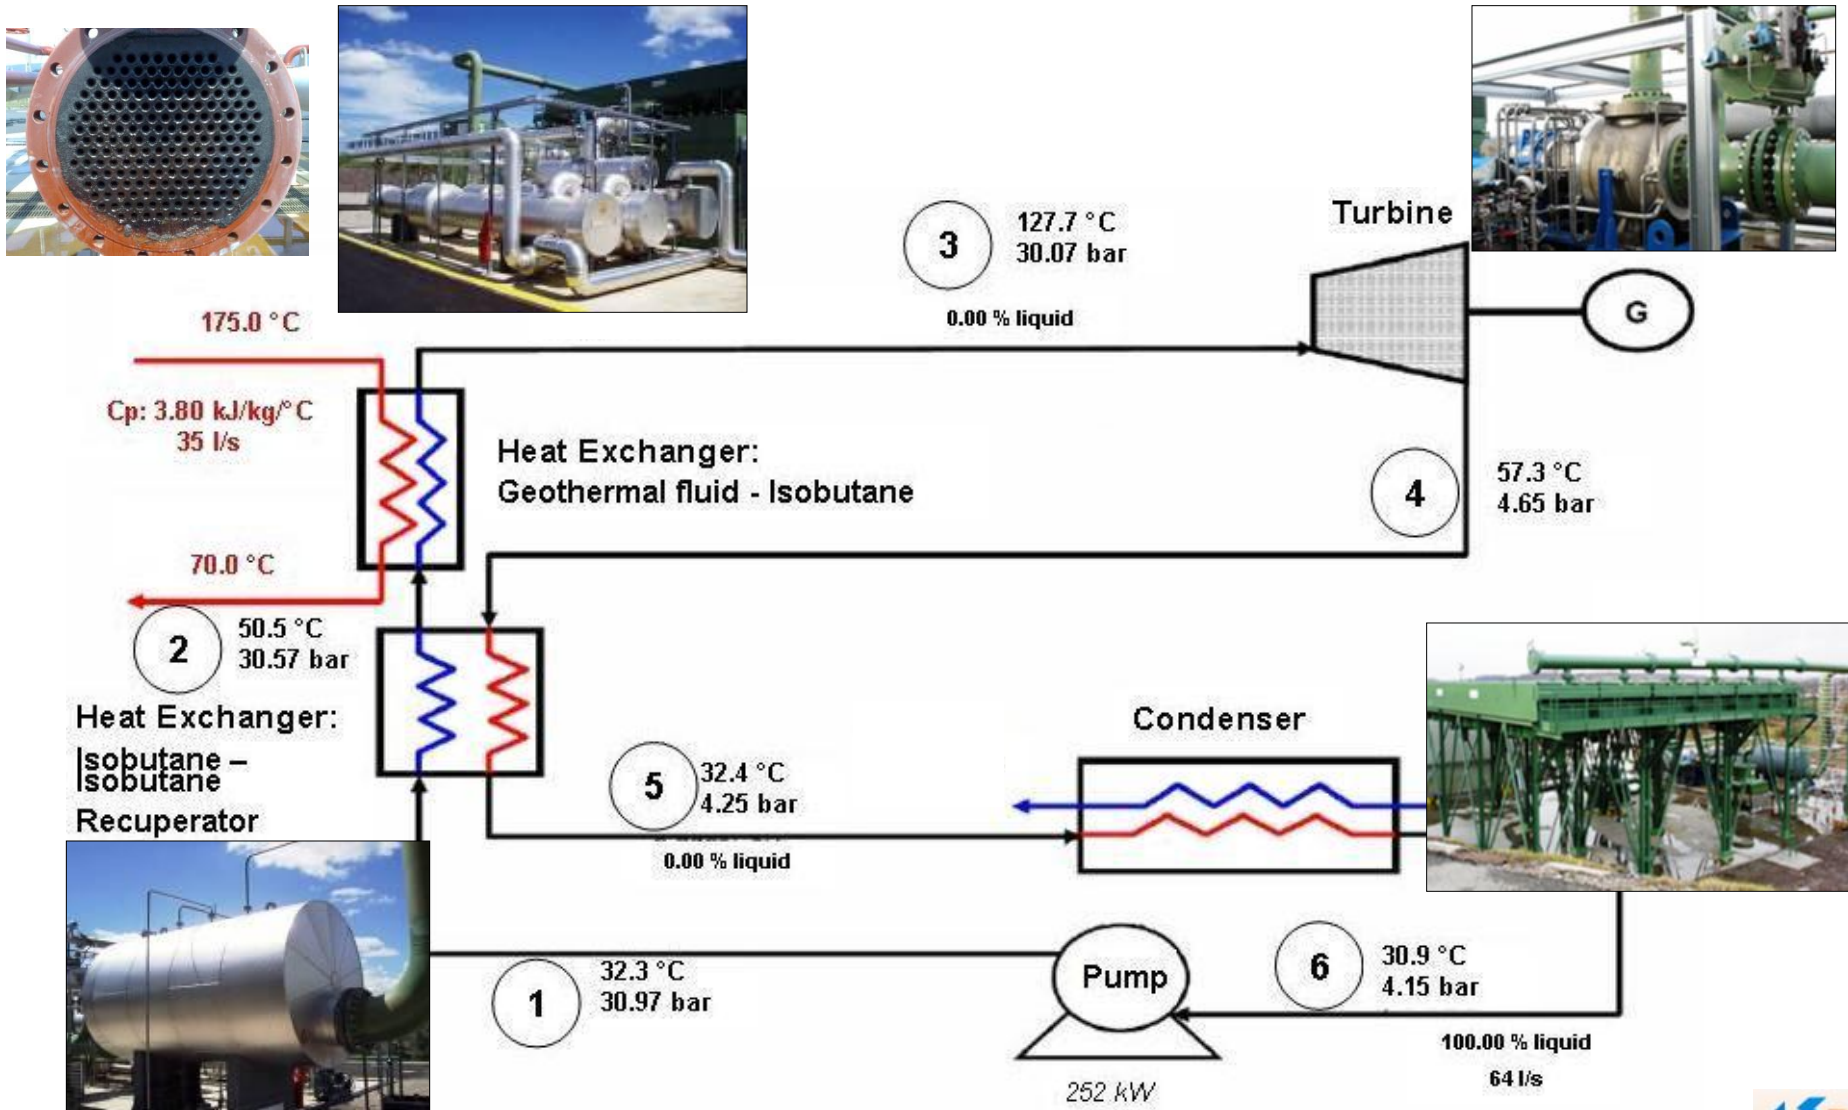 3
127.7 °C
30.07 bar
0.00 % liquid
Turbine
G
175.0 °C
Cp: 3.80 kJ/kg/°C
35 l/s
Heat Exchanger:
Geothermal fluid - Isobutane
4
57.3 °C
4.65 bar
70.0 °C
2
50.5 °C
30.57 bar
Heat Exchanger:
Isobutane –
Isobutane
Recuperator
5
32.4 °C
4.25 bar
0.00 % liquid
Condenser
1
32.3 °C
30.97 bar
Pump
252 kW
6
30.9 °C
4.15 bar
100.00 % liquid
64 l/s